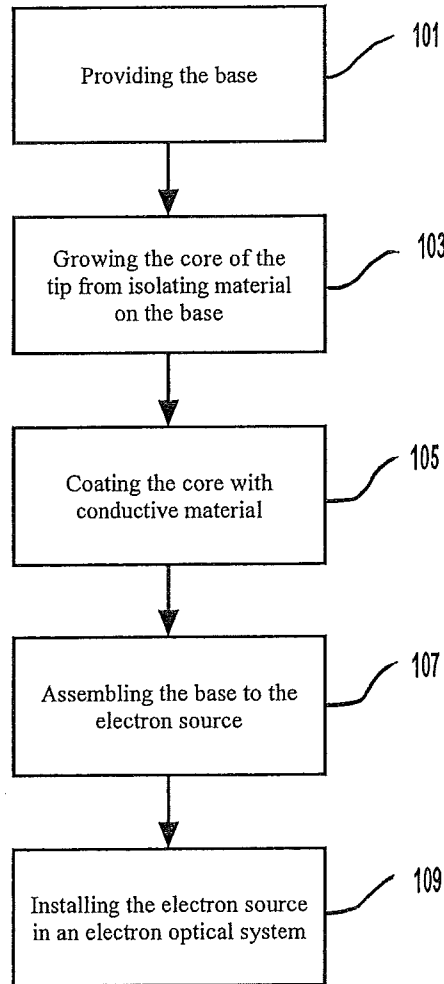 101
Providing the base
103
Growing the core of the
tip from isolating material
on the base
105
Coating the core with
conductive material
107
Assembling the base to the
electron source
109
Installing the electron source
in an electron optical system